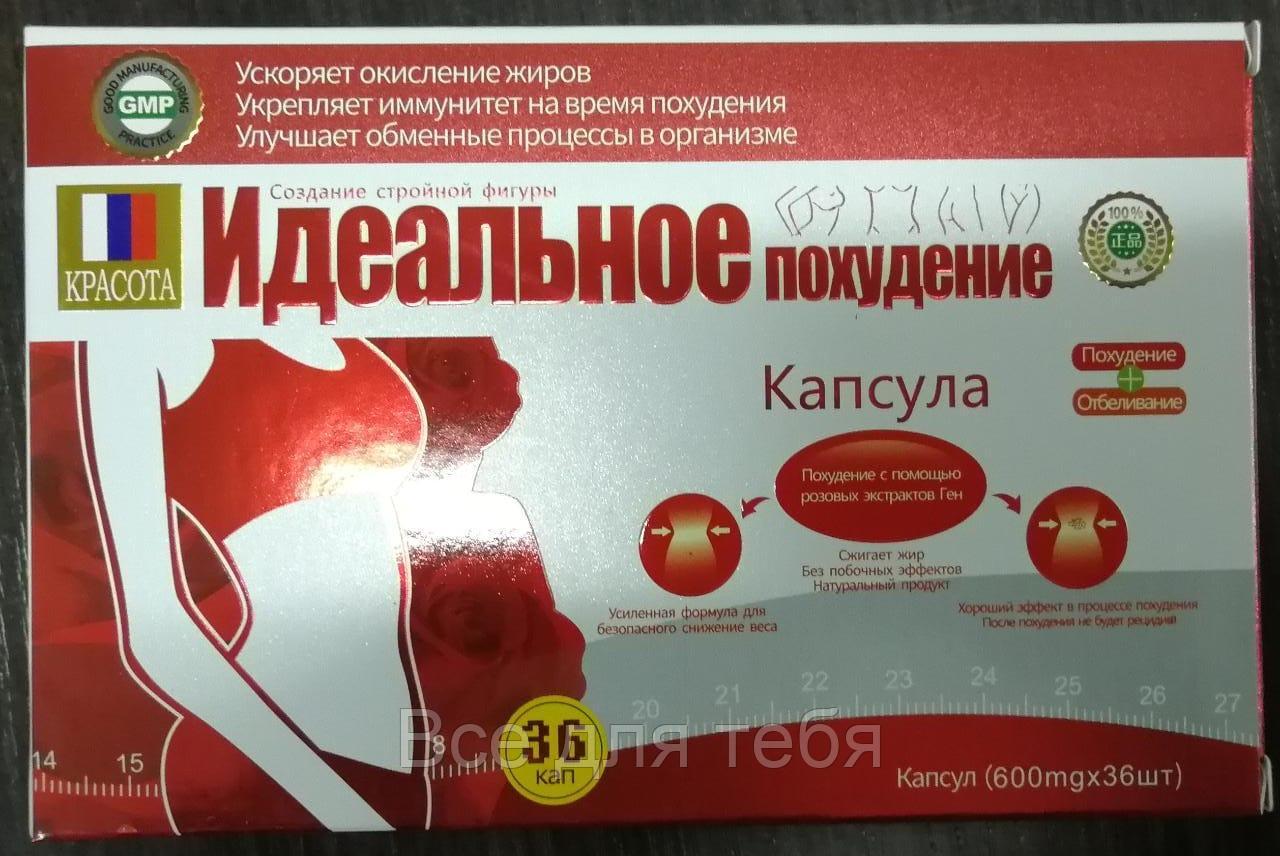 Ускоряет окисление жиров
Укрепляет иммунитет на время похудения
Улучшает обменные процессы в организме
GOOD MANUFACTURING
GMP
PRACTICE
КРАСОТА
Создание стройной фигуры
Идеальное похудение
100%
正品
Капсула
Похудение
+
Отбеливание
Похудение с помощью
розовых экстрактов Ген
Сжигает жир
Без побочных эффектов
Натуральный продукт
Усиленная формула для
безопасного снижение веса
Хороший эффект в процессе похудения
После похудения не будет рецидив
14 15 18 20 21 22 23 24 25 26 27
36
кап
Все для тебя
Капсул (600mgx36шт)